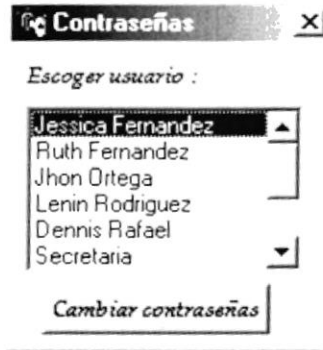 Contraseñas
Escoger usuario :
Jessica Fernandez
Ruth Fernandez
Jhon Ortega
Lenin Rodriguez
Dennis Rafael
Secretaria
Cambiar contraseñas